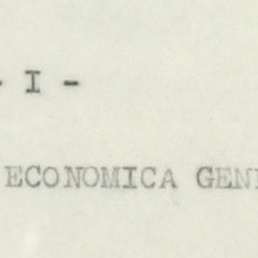 - I -
ECONOMICA GEN